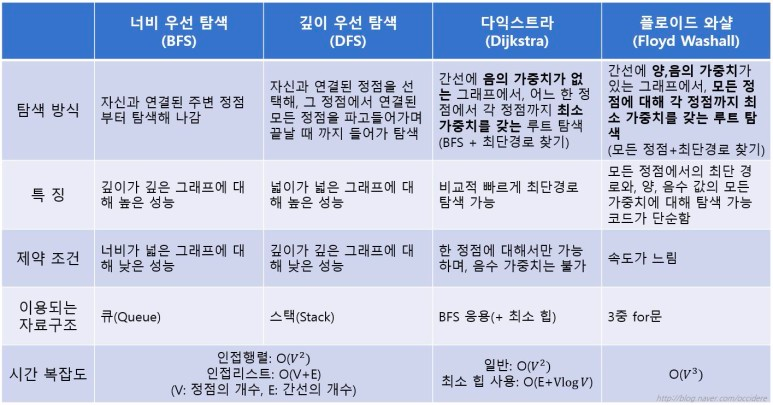 너비 우선 탐색
(BFS)
깊이 우선 탐색
(DFS)
다익스트라
(Dijkstra)
플로이드 와샬
(Floyd Washall)
탐색 방식
자신과 연결된 주변 정점
부터 탐색해 나감
자신과 연결된 정점을 선
택해, 그 정점에서 연결된
모든 정점을 파고들어가며
끝날 때 까지 들어가 탐색
간선에 음의 가중치가 없
는 그래프에서, 어느 한 정
점에서 각 정점까지 최소
가중치를 갖는 루트 탐색
(BFS + 최단경로 찾기)
간선에 양,음의 가중치가
있는 그래프에서, 모든 정
점에 대해 각 정점까지 최
소 가중치를 갖는 루트 탐
색
(모든 정점+최단경로 찾기)
특 징
깊이가 깊은 그래프에 대
해 높은 성능
넓이가 넓은 그래프에 대
해 높은 성능
비교적 빠르게 최단경로
탐색 가능
모든 정점에서의 최단 경
로와, 양, 음수 값의 모든
가중치에 대해 탐색 가능
코드가 단순함
제약 조건
너비가 넓은 그래프에 대
해 낮은 성능
깊이가 깊은 그래프에 대
해 낮은 성능
한 정점에 대해서만 가능
하며, 음수 가중치는 불가
속도가 느림
이용되는
자료구조
큐(Queue)
스택(Stack)
BFS 응용(+ 최소 힙)
3중 for문
시간 복잡도
인접행렬: O(V²)
인접리스트: O(V+E)
(V: 정점의 개수, E: 간선의 개수)
일반: O(V²)
최소 힙 사용: O(E+VlogV)
O(V³)
http://blog.naver.com/occidere